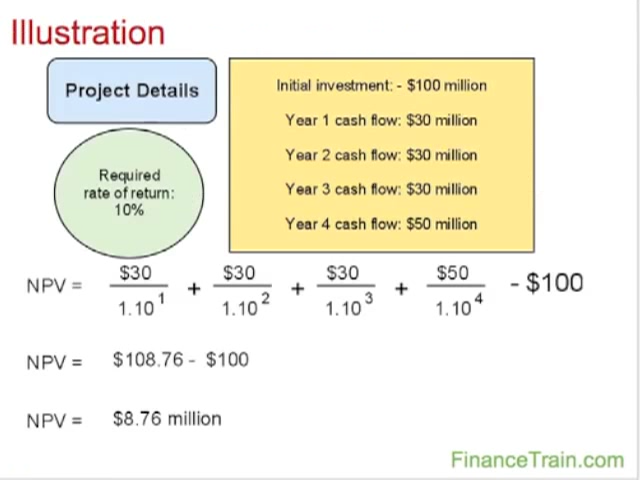 Illustration
Project Details
Initial investment: - $100 million
Year 1 cash flow: $30 million
Year 2 cash flow: $30 million
Year 3 cash flow: $30 million
Year 4 cash flow: $50 million
Required
rate of return:
10%
NPV = $30/1.10^1 + $30/1.10^2 + $30/1.10^3 + $50/1.10^4 - $100
NPV = $108.76 - $100
NPV = $8.76 million
FinanceTrain.com